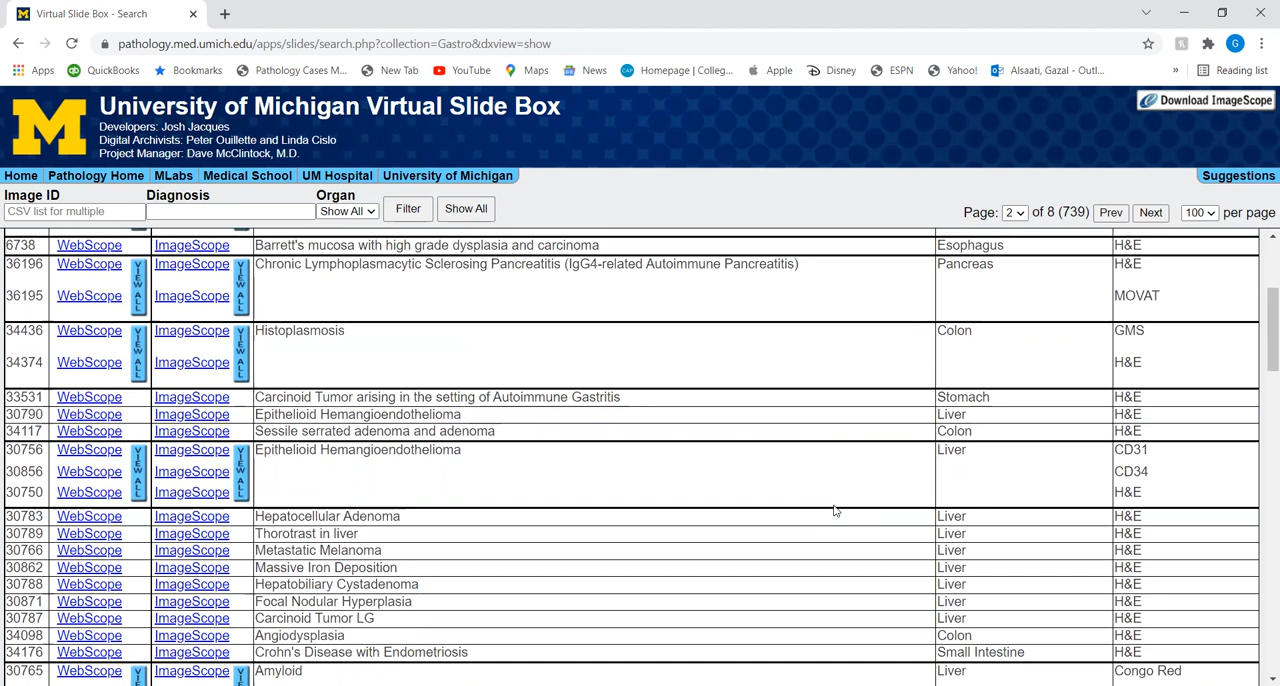 Virtual Slide Box - Search
pathology.med.umich.edu/apps/slides/search.php?collection=Gastro&dxview=show
G
Apps QuickBooks Bookmarks Pathology Cases M... New Tab YouTube Maps News Homepage | Colleg... Apple Disney ESPN Yahoo! Alsaati, Gazal - Outl... » Reading list
M University of Michigan Virtual Slide Box
Developers: Josh Jacques
Digital Archivists: Peter Ouillette and Linda Cislo
Project Manager: Dave McClintock, M.D.
Download ImageScope
Home Pathology Home MLabs Medical School UM Hospital University of Michigan Suggestions
Image ID Diagnosis Organ
CSV list for multiple Show All Filter Show All Page: 2 of 8 (739) Prev Next 100 per page
6738 WebScope ImageScope Barrett's mucosa with high grade dysplasia and carcinoma Esophagus H&E
36196 WebScope VIEW ALL ImageScope VIEW ALL Chronic Lymphoplasmacytic Sclerosing Pancreatitis (IgG4-related Autoimmune Pancreatitis) Pancreas H&E
36195 WebScope ImageScope MOVAT
34436 WebScope VIEW ALL ImageScope VIEW ALL Histoplasmosis Colon GMS
34374 WebScope ImageScope H&E
33531 WebScope ImageScope Carcinoid Tumor arising in the setting of Autoimmune Gastritis Stomach H&E
30790 WebScope ImageScope Epithelioid Hemangioendothelioma Liver H&E
34117 WebScope ImageScope Sessile serrated adenoma and adenoma Colon H&E
30756 WebScope VIEW ALL ImageScope VIEW ALL Epithelioid Hemangioendothelioma Liver CD31
30856 WebScope ImageScope CD34
30750 WebScope ImageScope H&E
30783 WebScope ImageScope Hepatocellular Adenoma Liver H&E
30789 WebScope ImageScope Thorotrast in liver Liver H&E
30766 WebScope ImageScope Metastatic Melanoma Liver H&E
30862 WebScope ImageScope Massive Iron Deposition Liver H&E
30788 WebScope ImageScope Hepatobiliary Cystadenoma Liver H&E
30871 WebScope ImageScope Focal Nodular Hyperplasia Liver H&E
30787 WebScope ImageScope Carcinoid Tumor LG Liver H&E
34098 WebScope ImageScope Angiodysplasia Colon H&E
34176 WebScope ImageScope Crohn's Disease with Endometriosis Small Intestine H&E
30765 WebScope ImageScope Amyloid Liver Congo Red